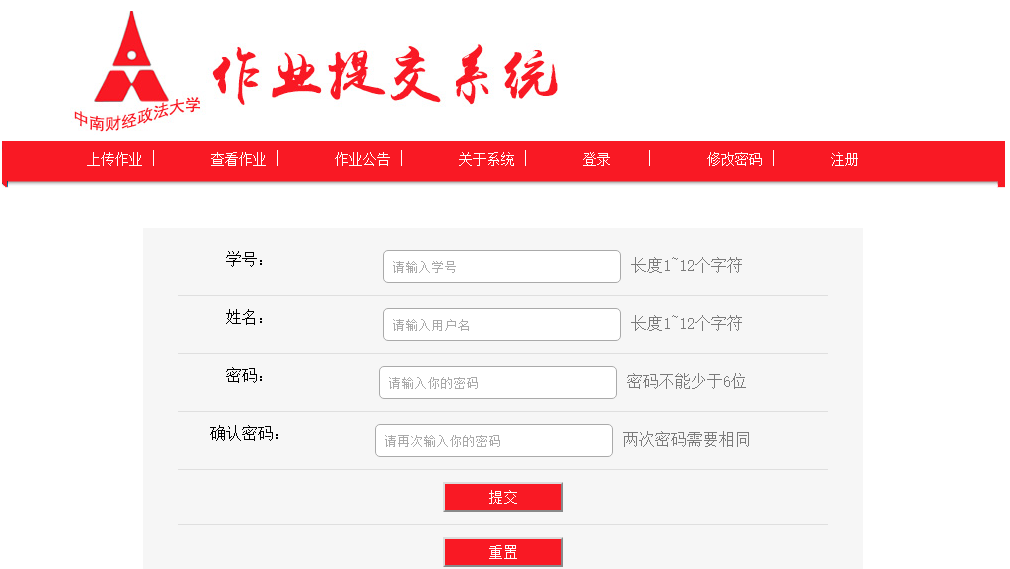 中南财经政法大学
作业提交系统
上传作业 查看作业 作业公告 关于系统 登录 修改密码 注册
学号： 请输入学号 长度1~12个字符
姓名： 请输入用户名 长度1~12个字符
密码： 请输入你的密码 密码不能少于6位
确认密码： 请再次输入你的密码 两次密码需要相同
提交
重置